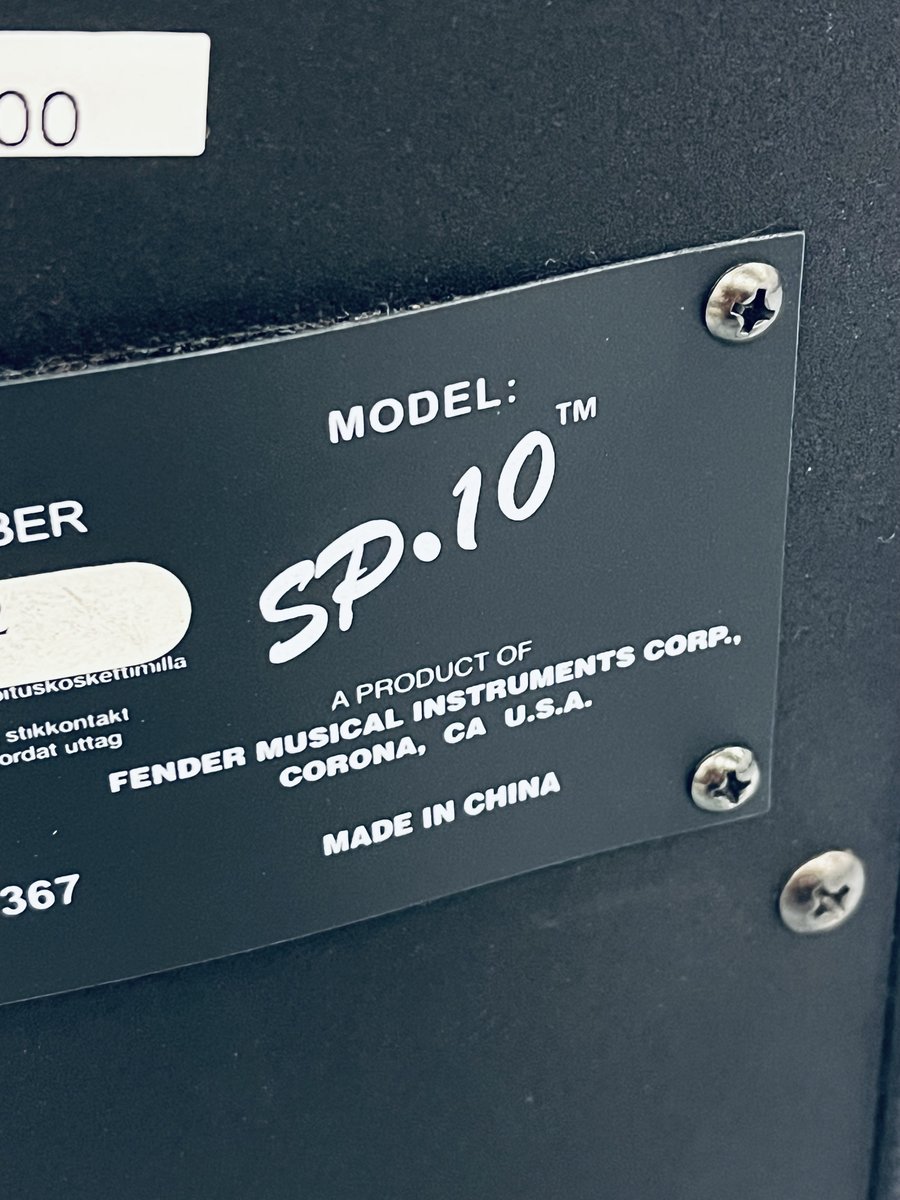 00
MODEL:
SP.10™
BER
A PRODUCT OF
FENDER MUSICAL INSTRUMENTS CORP.,
CORONA, CA U.S.A.
MADE IN CHINA
oituskoskettimilla
stikkontakt
ordat uttag
367